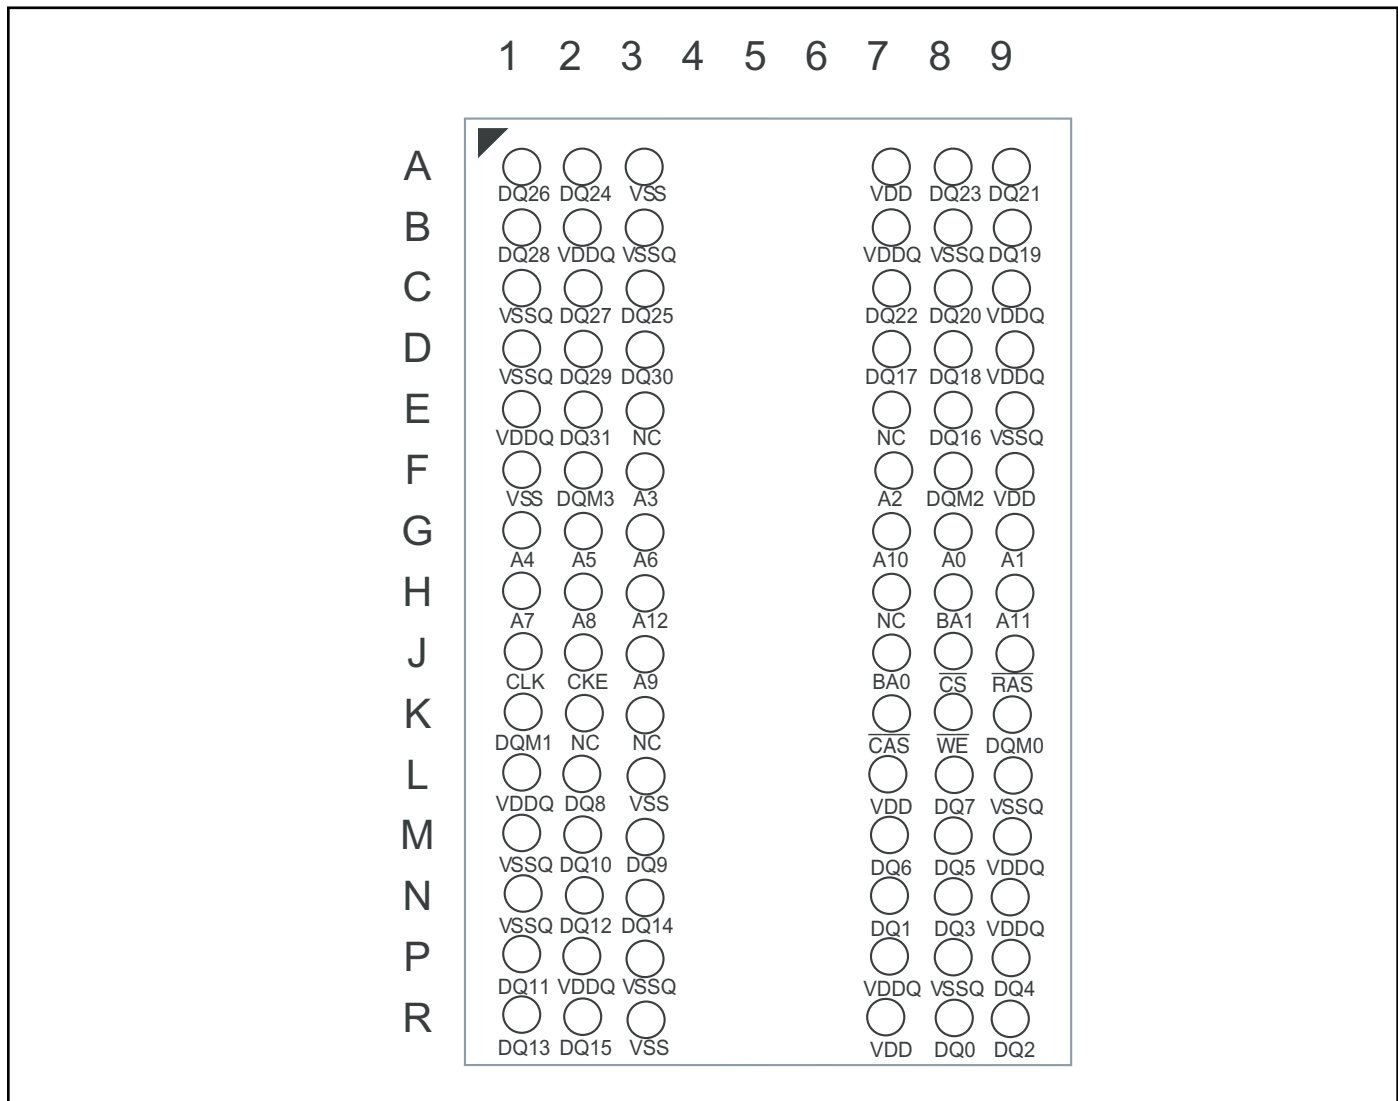 1 2 3 4 5 6 7 8 9
A
DQ26 DQ24 VSS VDD DQ23 DQ21
B
DQ28 VDDQ VSSQ VDDQ VSSQ DQ19
C
VSSQ DQ27 DQ25 DQ22 DQ20 VDDQ
D
VSSQ DQ29 DQ30 DQ17 DQ18 VDDQ
E
VDDQ DQ31 NC NC DQ16 VSSQ
F
VSS DQM3 A3 A2 DQM2 VDD
G
A4 A5 A6 A10 A0 A1
H
A7 A8 A12 NC BA1 A11
J
CLK CKE A9 BA0 C̅S̅ R̅A̅S̅
K
DQM1 NC NC C̅A̅S̅ W̅E̅ DQM0
L
VDDQ DQ8 VSS VDD DQ7 VSSQ
M
VSSQ DQ10 DQ9 DQ6 DQ5 VDDQ
N
VSSQ DQ12 DQ14 DQ1 DQ3 VDDQ
P
DQ11 VDDQ VSSQ VDDQ VSSQ DQ4
R
DQ13 DQ15 VSS VDD DQ0 DQ2